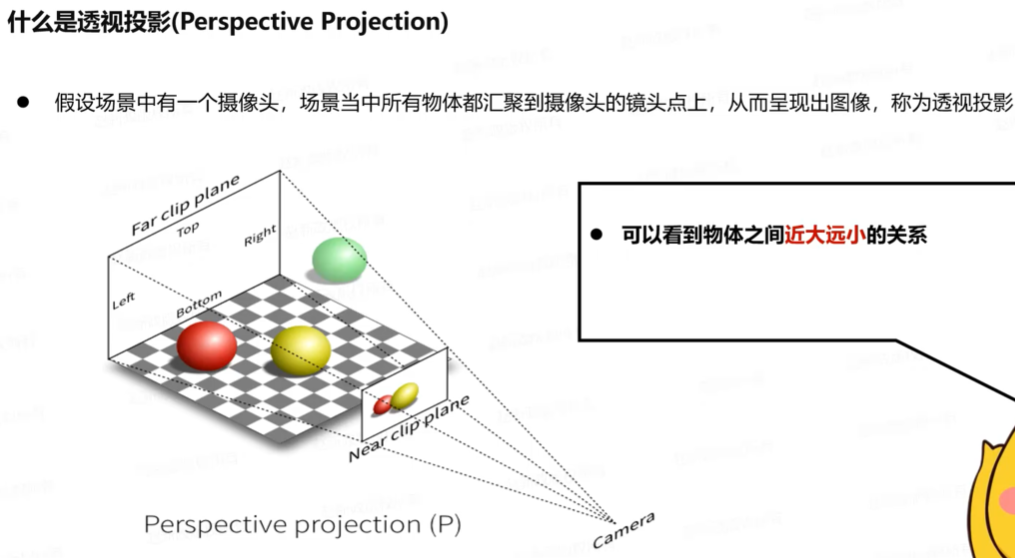 什么是透视投影(Perspective Projection)
● 假设场景中有一个摄像头，场景当中所有物体都汇聚到摄像头的镜头点上，从而呈现出图像，称为透视投影
Far clip plane
Top
Right
Left
Bottom
● 可以看到物体之间近大远小的关系
Near clip plane
Camera
Perspective projection (P)